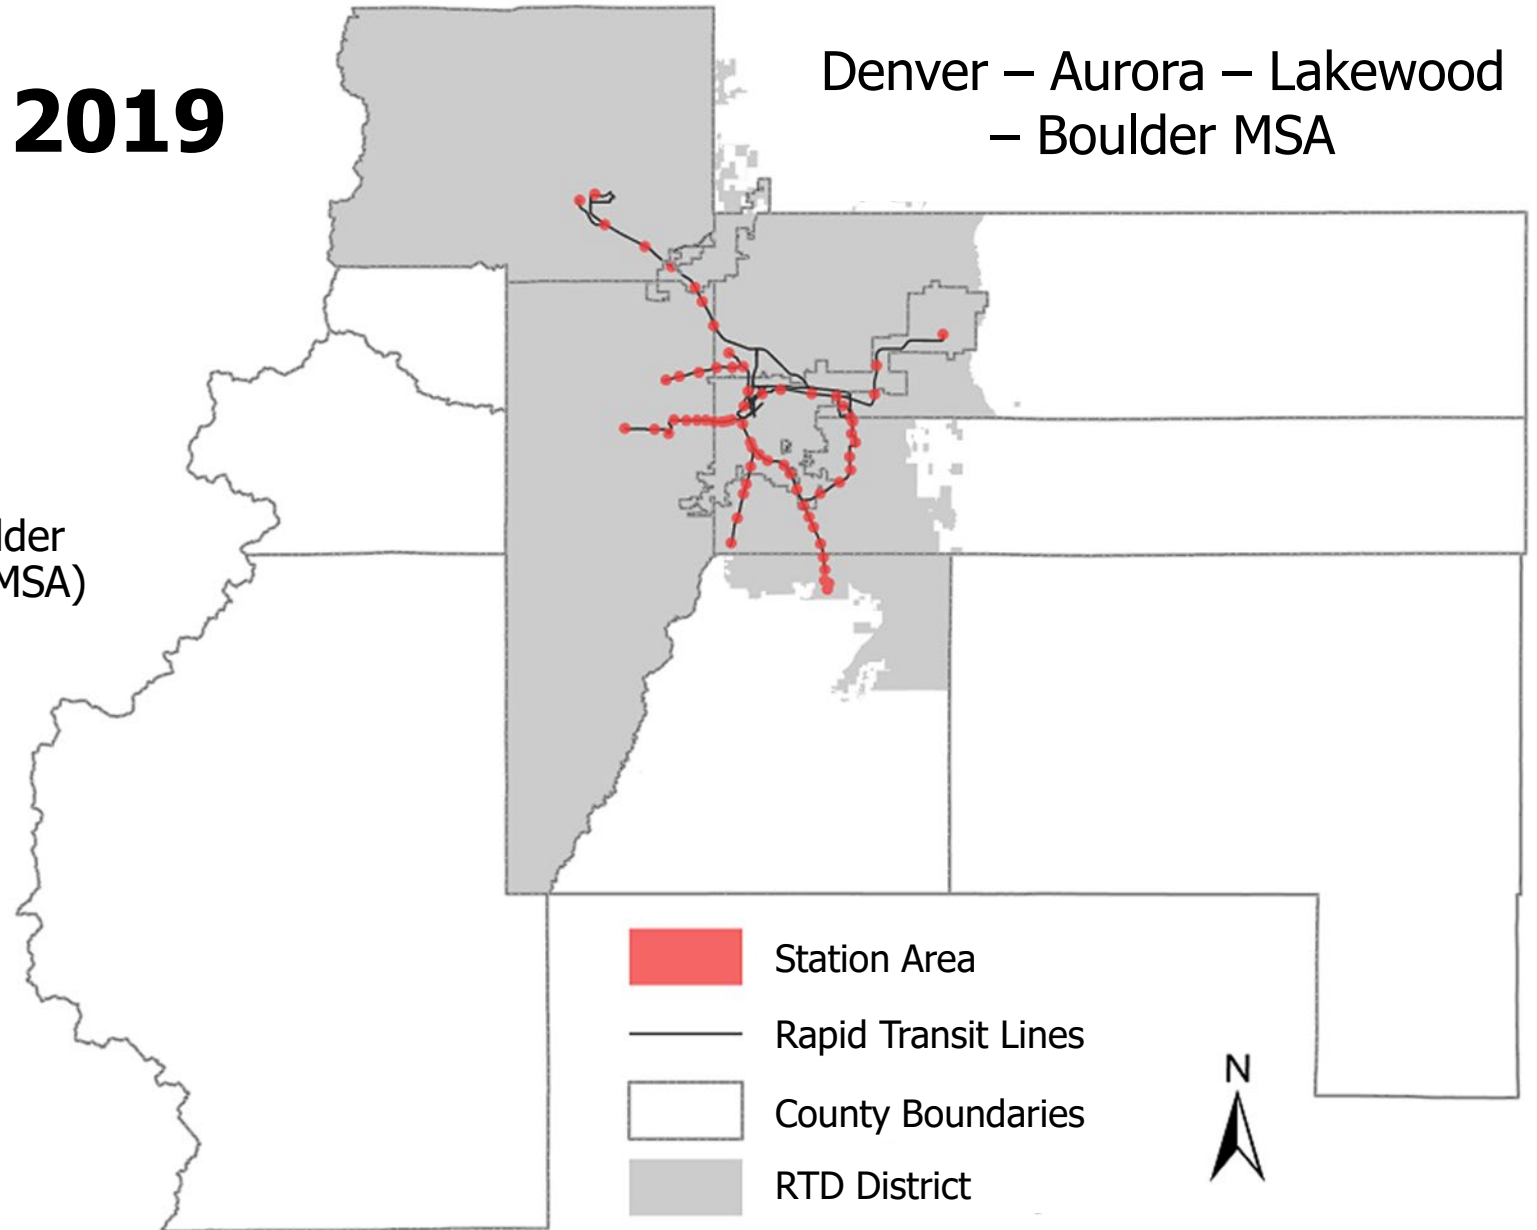 2019
Denver – Aurora – Lakewood
– Boulder MSA
lder
MSA)
Station Area
Rapid Transit Lines
County Boundaries
RTD District
N